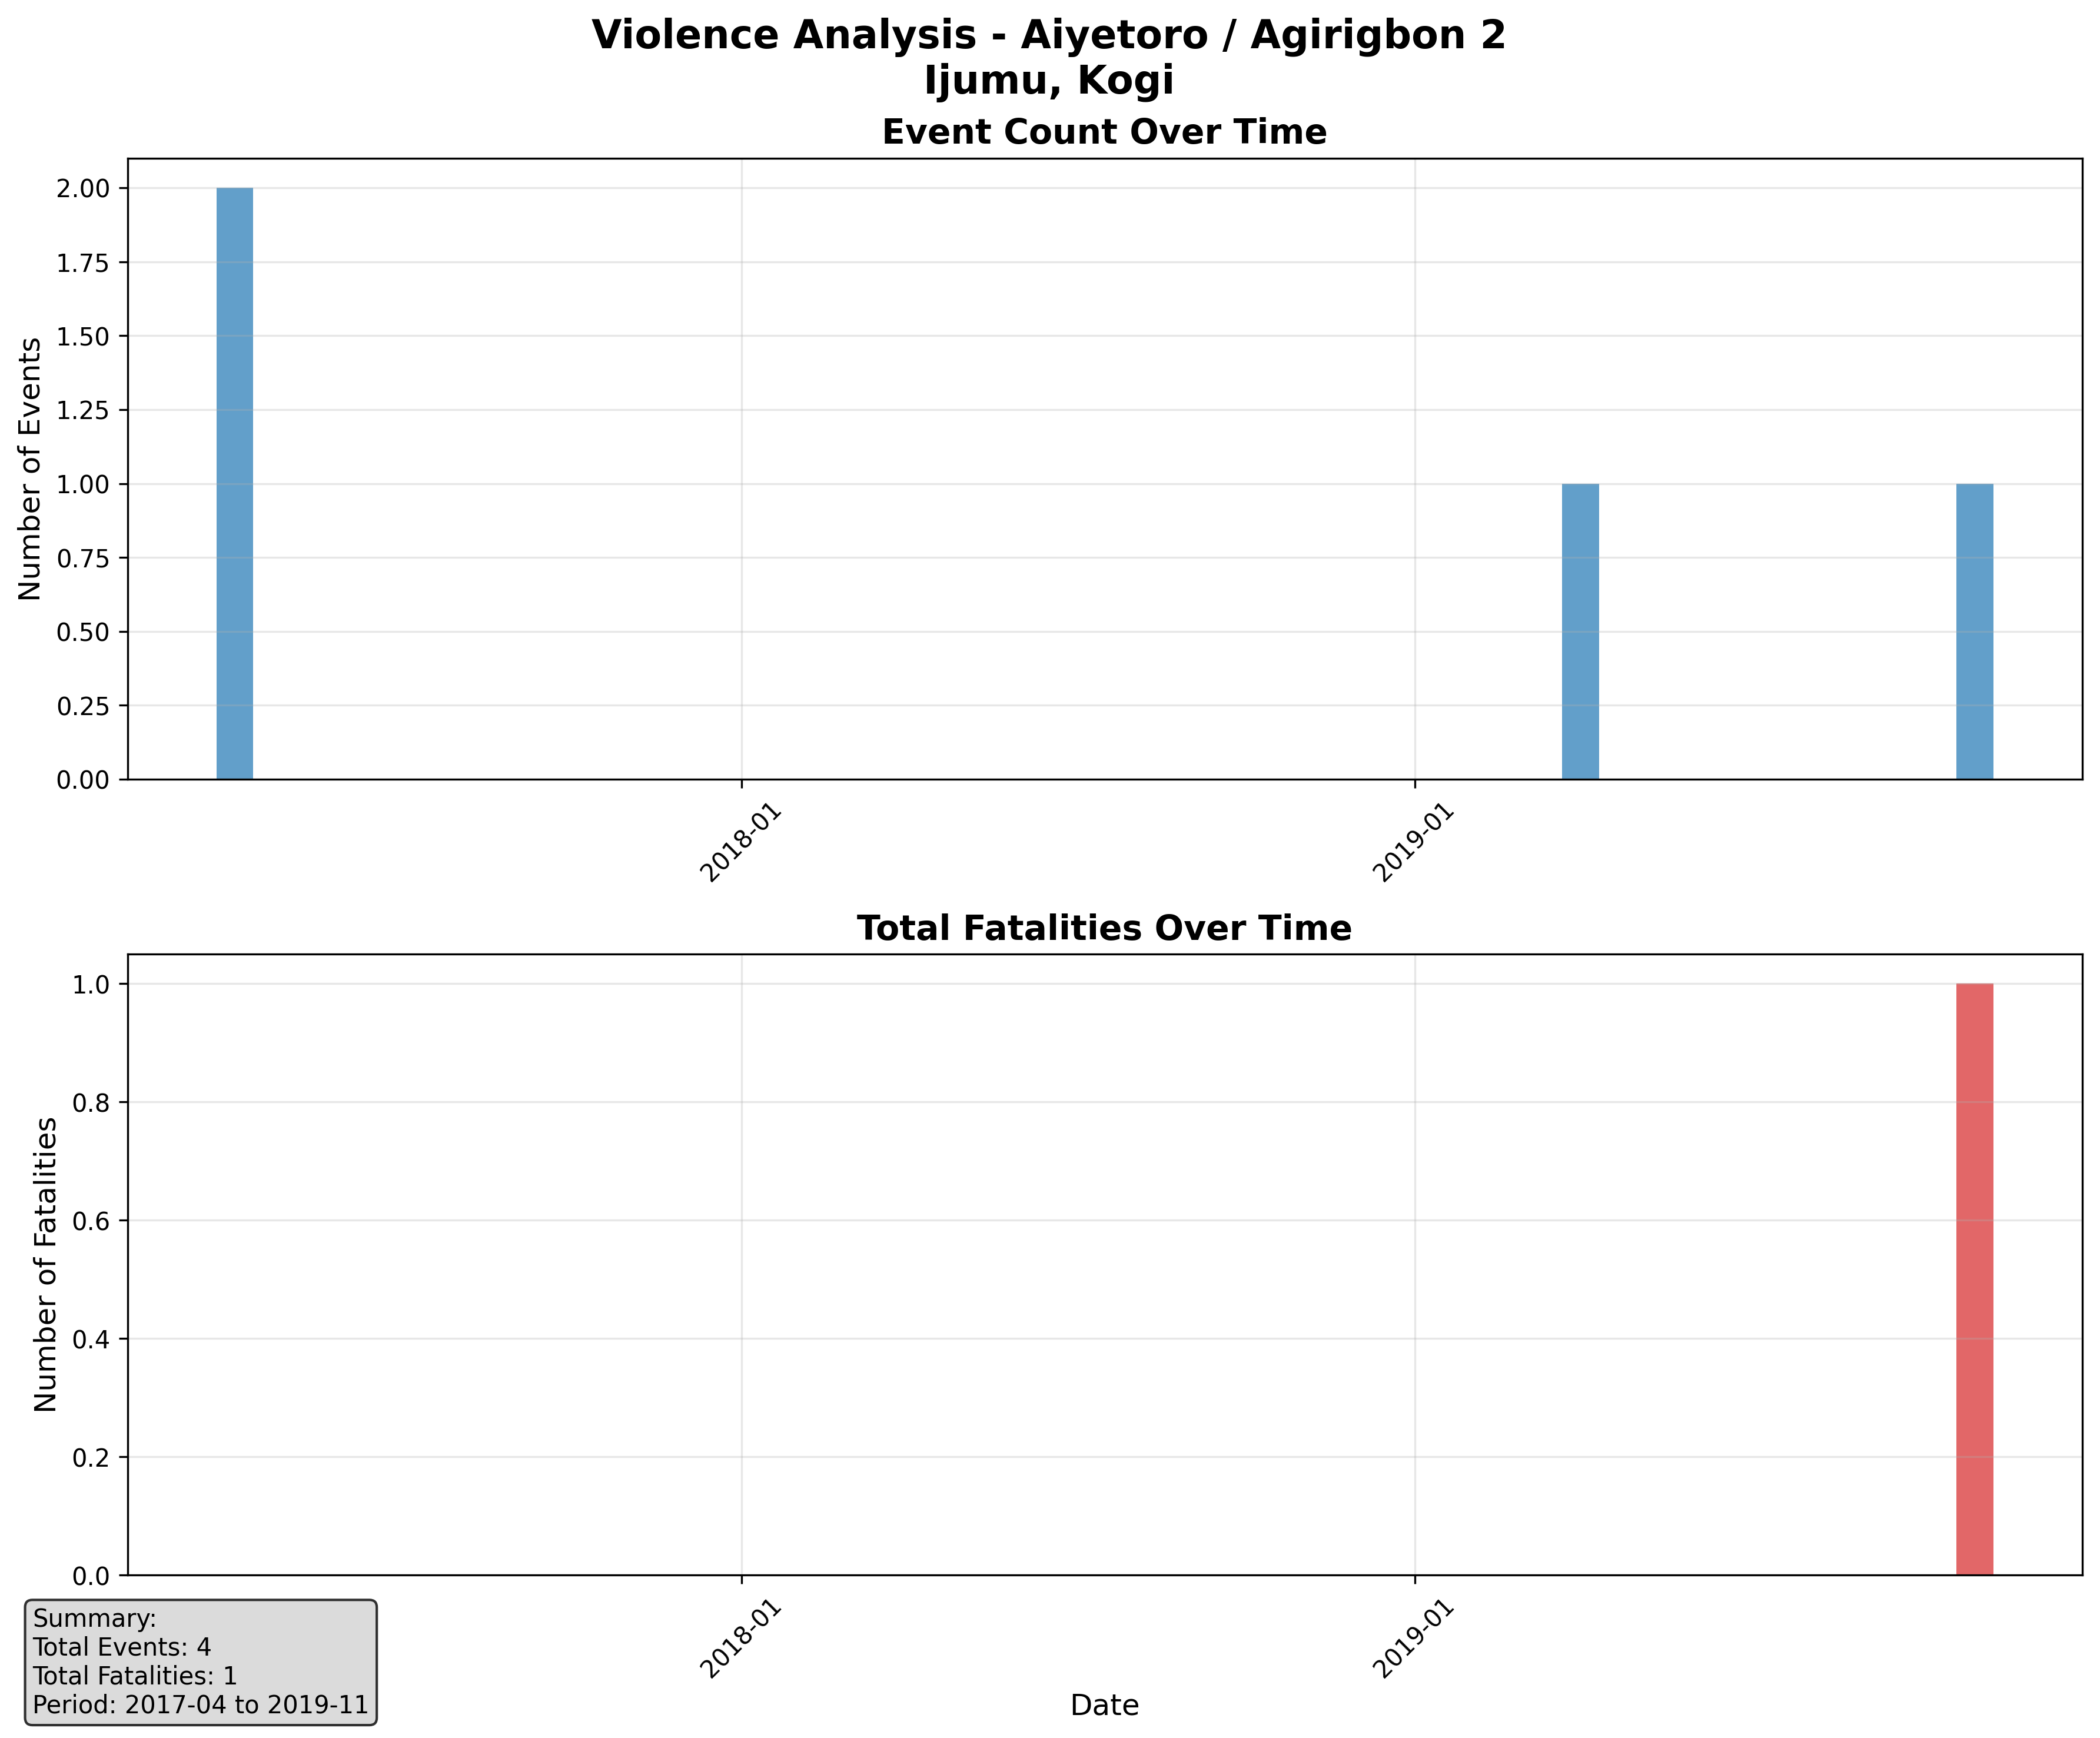 Violence Analysis - Aiyetoro / Agirigbon 2
Ijumu, Kogi
Event Count Over Time
Number of Events
2.00
1.75
1.50
1.25
1.00
0.75
0.50
0.25
0.00
2018-01
2019-01
Total Fatalities Over Time
Number of Fatalities
1.0
0.8
0.6
0.4
0.2
0.0
2018-01
2019-01
Date
Summary:
Total Events: 4
Total Fatalities: 1
Period: 2017-04 to 2019-11